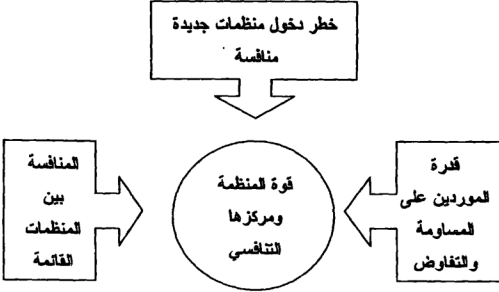 خطر دخول منظمات جديدة
منافسة
قدرة
الموردين على
المساومة
والتفاوض
قوة المنظمة
ومركزها
التنافسي
المنافسة
بين
المنظمات
القائمة